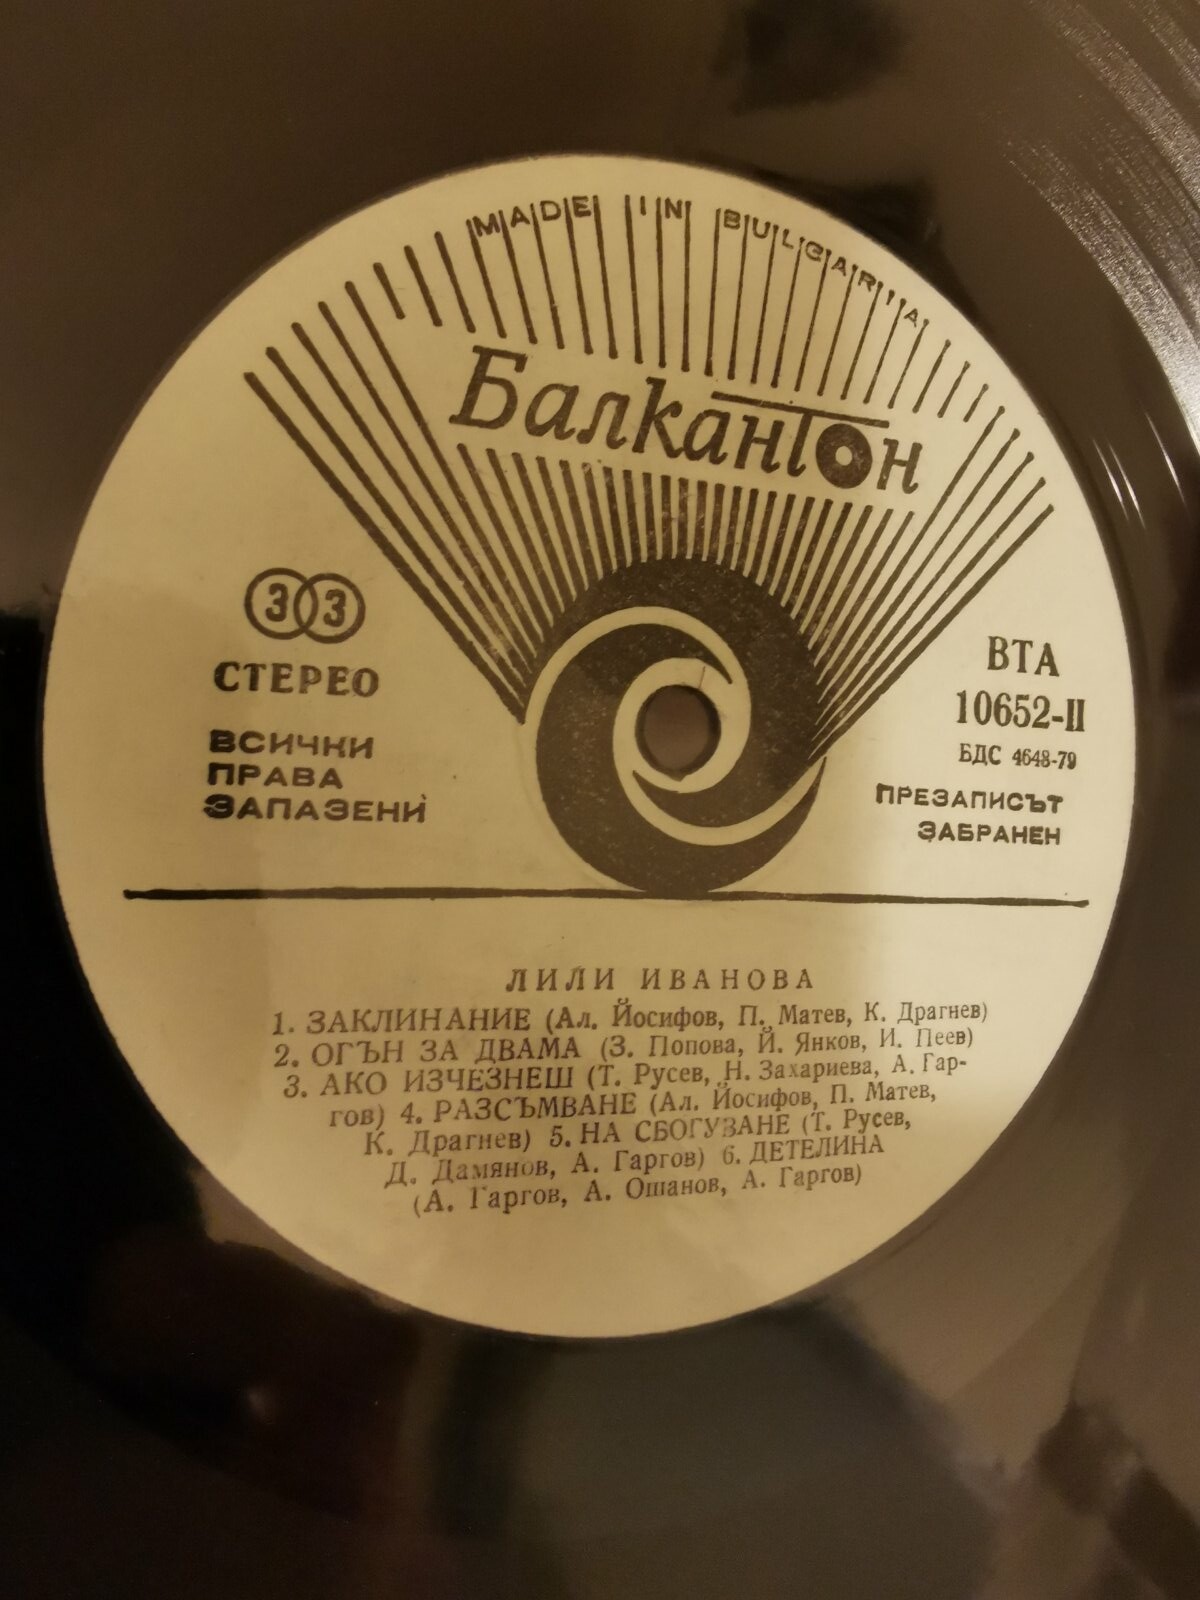 MADE IN BULGARIA
Балкантон
33
СТЕРЕО
ВСИЧКИ
ПРАВА
ЗАПАЗЕНИ
ВТА
10652-II
БДС 4648-79
ПРЕЗАПИСЪТ
ЗАБРАНЕН
ЛИЛИ ИВАНОВА
1. ЗАКЛИНАНИЕ (Ал. Йосифов, П. Матев, К. Драгнев)
2. ОГЪН ЗА ДВАМА (З. Попова, Й. Янков, И. Пеев)
3. АКО ИЗЧЕЗНЕШ (Т. Русев, Н. Захариева, А. Гар-
гов) 4. РАЗСЪМВАНЕ (Ал. Йосифов, П. Матев,
К. Драгнев) 5. НА СБОГУВАНЕ (Т. Русев,
Д. Дамянов, А. Гаргов) 6. ДЕТЕЛИНА
(А. Гаргов, А. Ошанов, А. Гаргов)